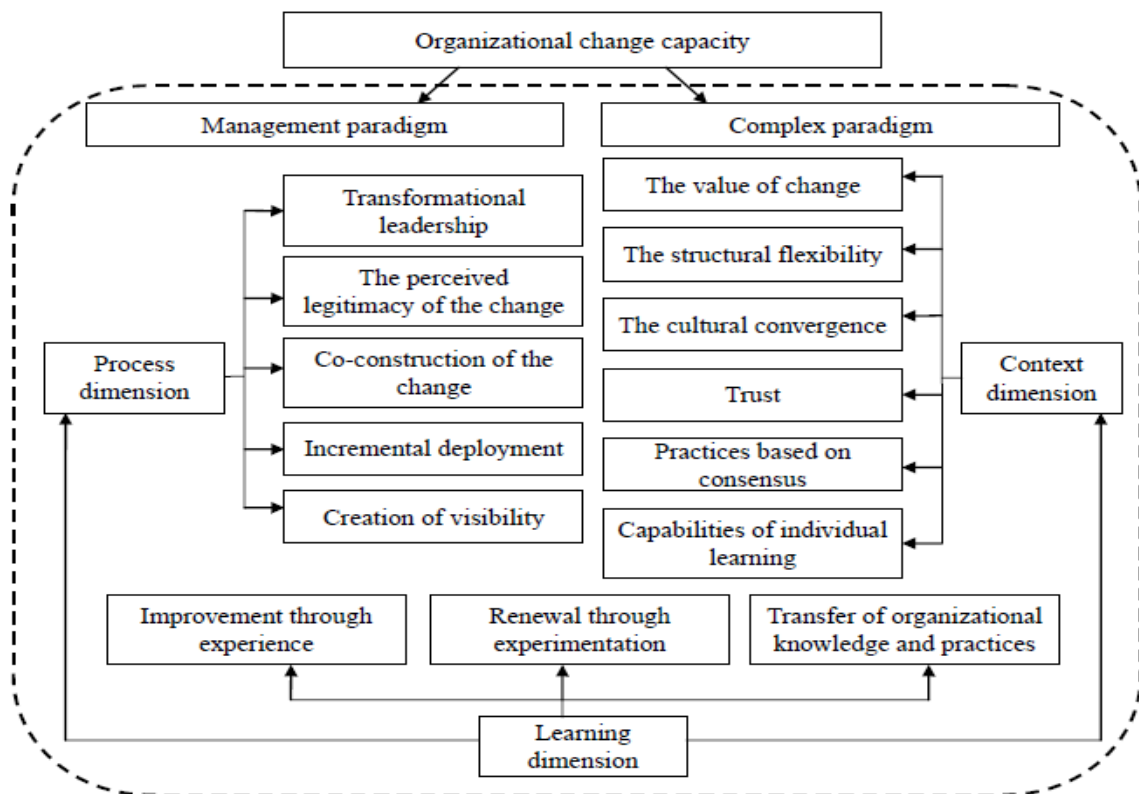 Organizational change capacity
Management paradigm
Complex paradigm
Transformational
leadership
The perceived
legitimacy of the change
Co-construction of the
change
Incremental deployment
Creation of visibility
Process
dimension
The value of change
The structural flexibility
The cultural convergence
Trust
Practices based on
consensus
Capabilities of individual
learning
Context
dimension
Improvement through
experience
Renewal through
experimentation
Transfer of organizational
knowledge and practices
Learning
dimension